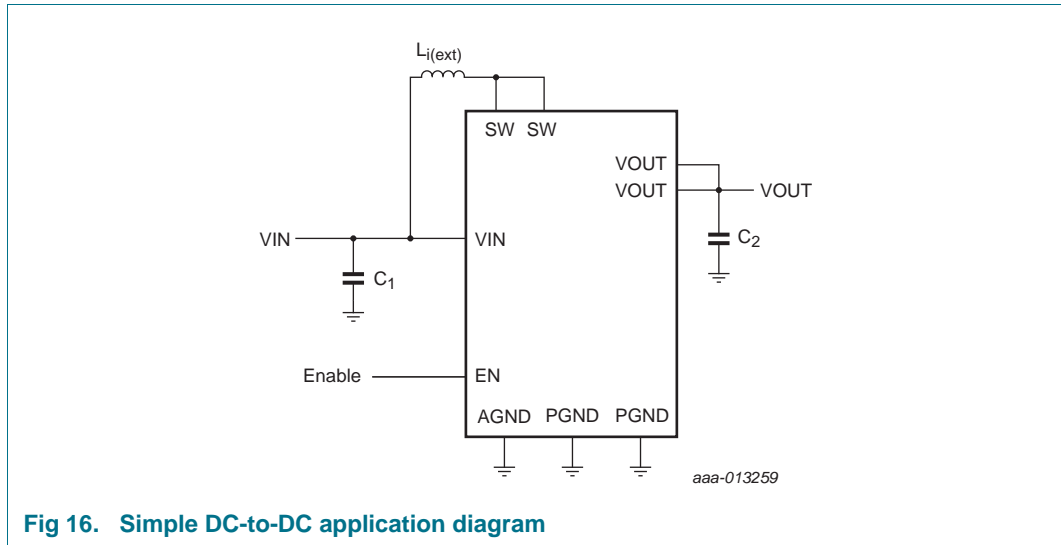 Li(ext)
SW SW
VOUT
VOUT VOUT
VIN VIN
C1
C2
Enable EN
AGND PGND PGND
aaa-013259
Fig 16. Simple DC-to-DC application diagram